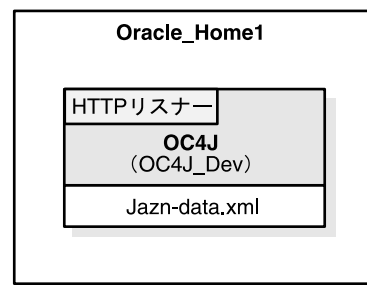 Oracle_Home1
HTTPリスナー
OC4J
（OC4J_Dev）
Jazn-data.xml